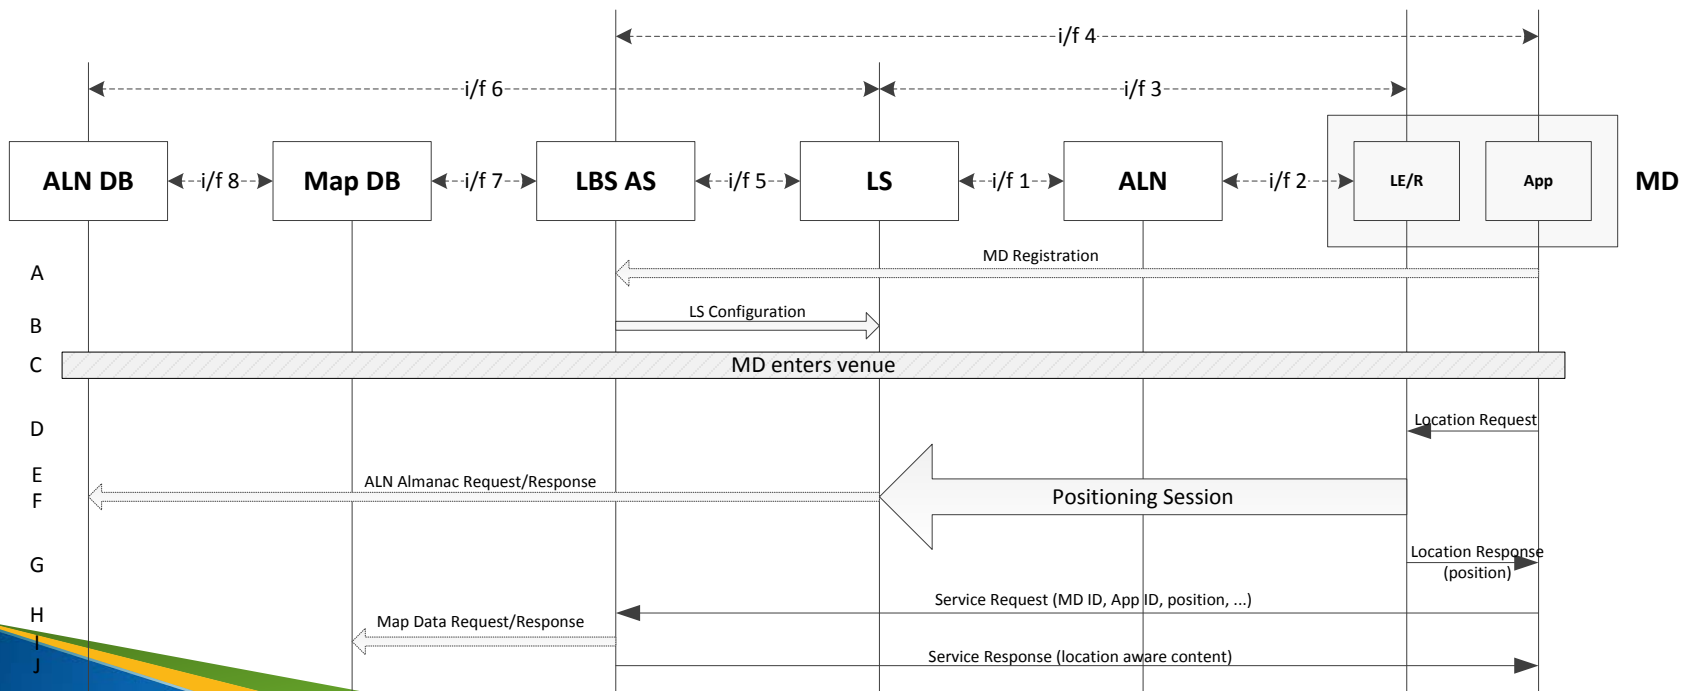 i/f 4
i/f 6
i/f 3
ALN DB
i/f 8
Map DB
i/f 7
LBS AS
i/f 5
LS
i/f 1
ALN
i/f 2
LE/R
App
MD
A
MD Registration
B
LS Configuration
C
MD enters venue
D
Location Request
E
ALN Almanac Request/Response
F
Positioning Session
G
Location Response
(position)
H
Service Request (MD ID, App ID, position, ...)
I
Map Data Request/Response
J
Service Response (location aware content)